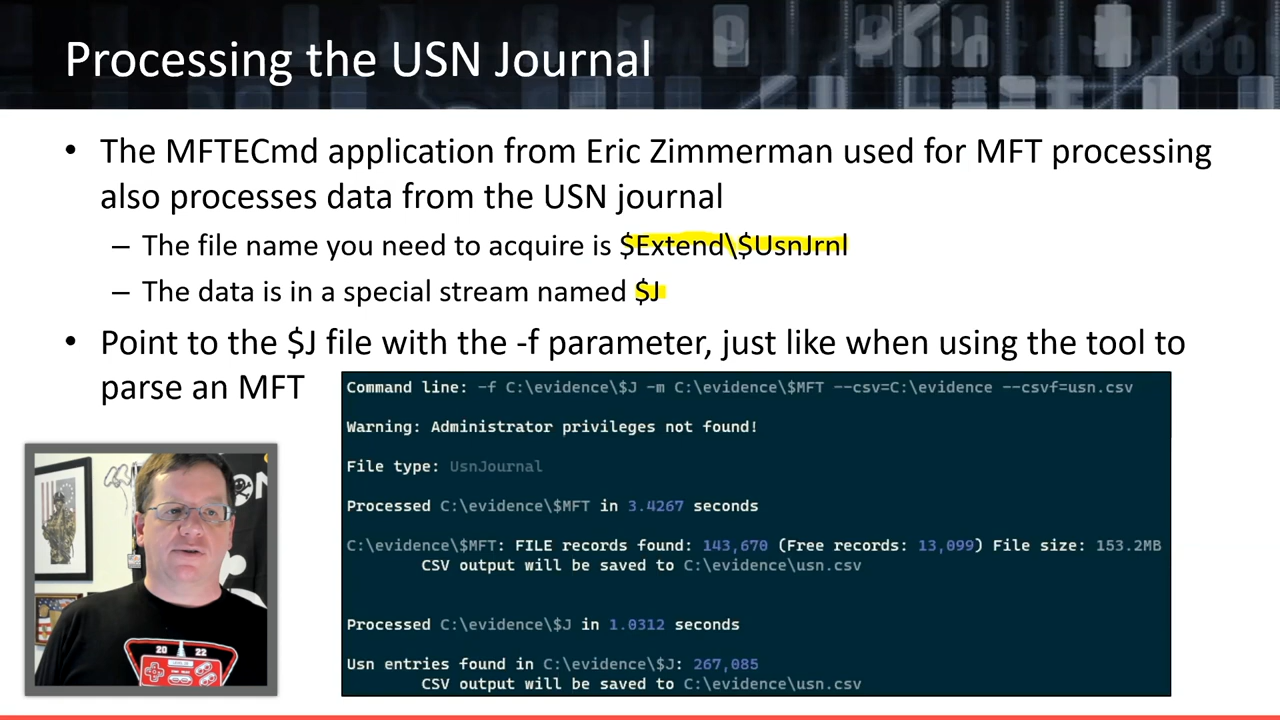 Processing the USN Journal
• The MFTECmd application from Eric Zimmerman used for MFT processing
also processes data from the USN journal
– The file name you need to acquire is $Extend\$UsnJrnl
– The data is in a special stream named $J
• Point to the $J file with the -f parameter, just like when using the tool to
parse an MFT
Command line: -f C:\evidence\$J -m C:\evidence\$MFT --csv=C:\evidence --csvf=usn.csv
Warning: Administrator privileges not found!
File type: UsnJournal
Processed C:\evidence\$MFT in 3.4267 seconds
C:\evidence\$MFT: FILE records found: 143,670 (Free records: 13,099) File size: 153.2MB
CSV output will be saved to C:\evidence\usn.csv
Processed C:\evidence\$J in 1.0312 seconds
Usn entries found in C:\evidence\$J: 267,085
CSV output will be saved to C:\evidence\usn.csv
20 22